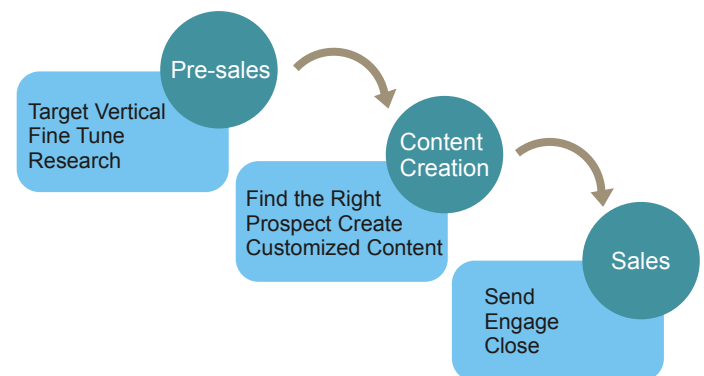 Pre-sales
Target Vertical
Fine Tune
Research
Content
Creation
Find the Right
Prospect Create
Customized Content
Sales
Send
Engage
Close